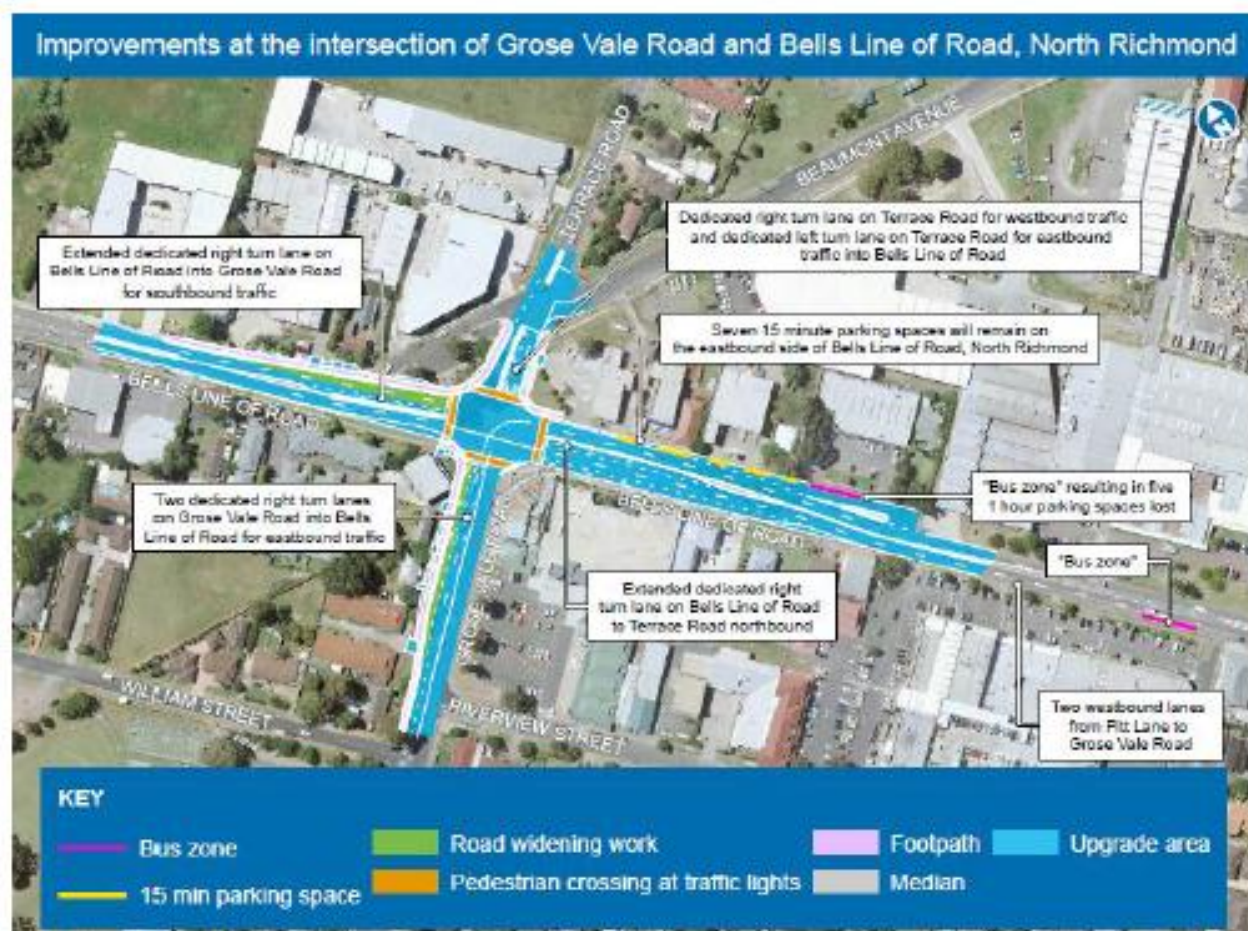 Improvements at the intersection of Grose Vale Road and Bells Line of Road, North Richmond
TERRACE ROAD
BEAUMONT AVENUE
Dedicated right turn lane on Terrace Road for westbound traffic
and dedicated left turn lane on Terrace Road for eastbound
traffic into Bells Line of Road
Extended dedicated right turn lane on
Bells Line of Road into Grose Vale Road
for southbound traffic
Seven 15 minute parking spaces will remain on
the eastbound side of Bells Line of Road, North Richmond
BELLS LINE OF ROAD
Two dedicated right turn lanes
on Grose Vale Road into Bells
Line of Road for eastbound traffic
GROSE VALE ROAD
BELLS LINE OF ROAD
"Bus zone" resulting in five
1 hour parking spaces lost
"Bus zone"
Extended dedicated right
turn lane on Bells Line of Road
to Terrace Road northbound
WILLIAM STREET
RIVERVIEW STREET
Two westbound lanes
from Pitt Lane to
Grose Vale Road
KEY
Bus zone
15 min parking space
Road widening work
Pedestrian crossing at traffic lights
Footpath
Median
Upgrade area